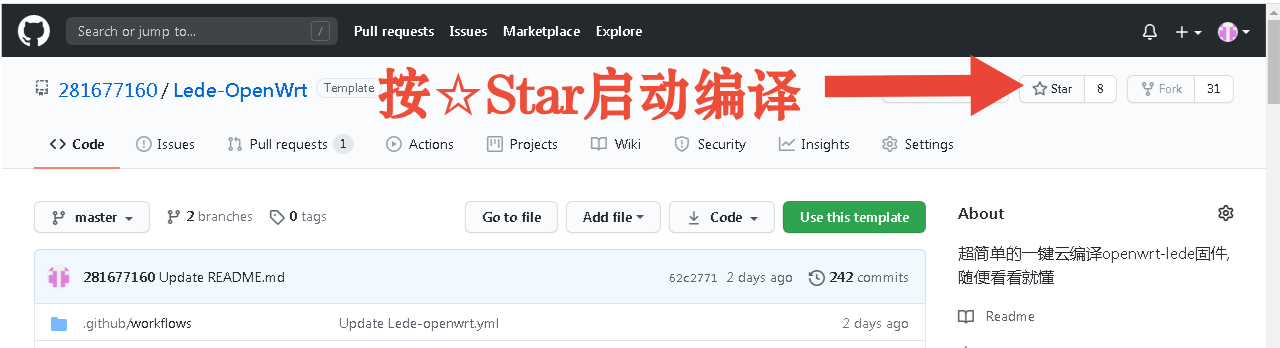 Search or jump to... / Pull requests Issues Marketplace Explore
281677160 / Lede-OpenWrt Template 按☆Star启动编译 Star 8 Fork 31
Code Issues Pull requests 1 Actions Projects Wiki Security Insights Settings
master 2 branches 0 tags Go to file Add file Code Use this template
About
超简单的一键云编译openwrt-lede固件,
随便看看就懂
Readme
281677160 Update README.md 62c2771 2 days ago 242 commits
.github/workflows Update Lede-openwrt.yml 2 days ago